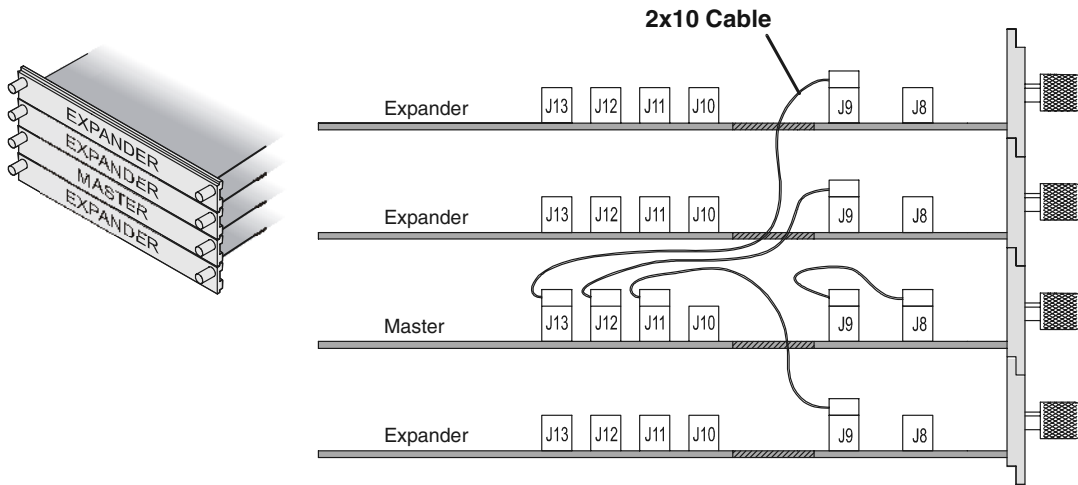 2x10 Cable
EXPANDER
EXPANDER
MASTER
EXPANDER
Expander J13 J12 J11 J10 J9 J8
Expander J13 J12 J11 J10 J9 J8
Master J13 J12 J11 J10 J9 J8
Expander J13 J12 J11 J10 J9 J8